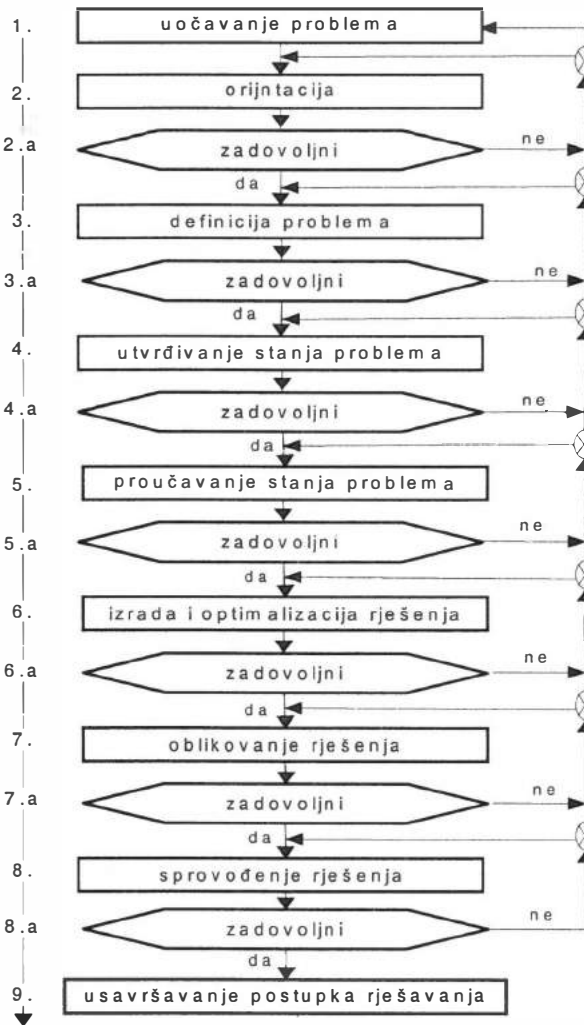 1. uočavanje problema
2. orijntacija
2.a zadovoljni ne
da
3. definicija problema
3.a zadovoljni ne
da
4. utvrđivanje stanja problema
4.a zadovoljni ne
da
5. proučavanje stanja problema
5.a zadovoljni ne
da
6. izrada i optimalizacija rješenja
6.a zadovoljni ne
da
7. oblikovanje rješenja
7.a zadovoljni ne
da
8. sprovođenje rješenja
8.a zadovoljni ne
da
9. usavršavanje postupka rješavanja